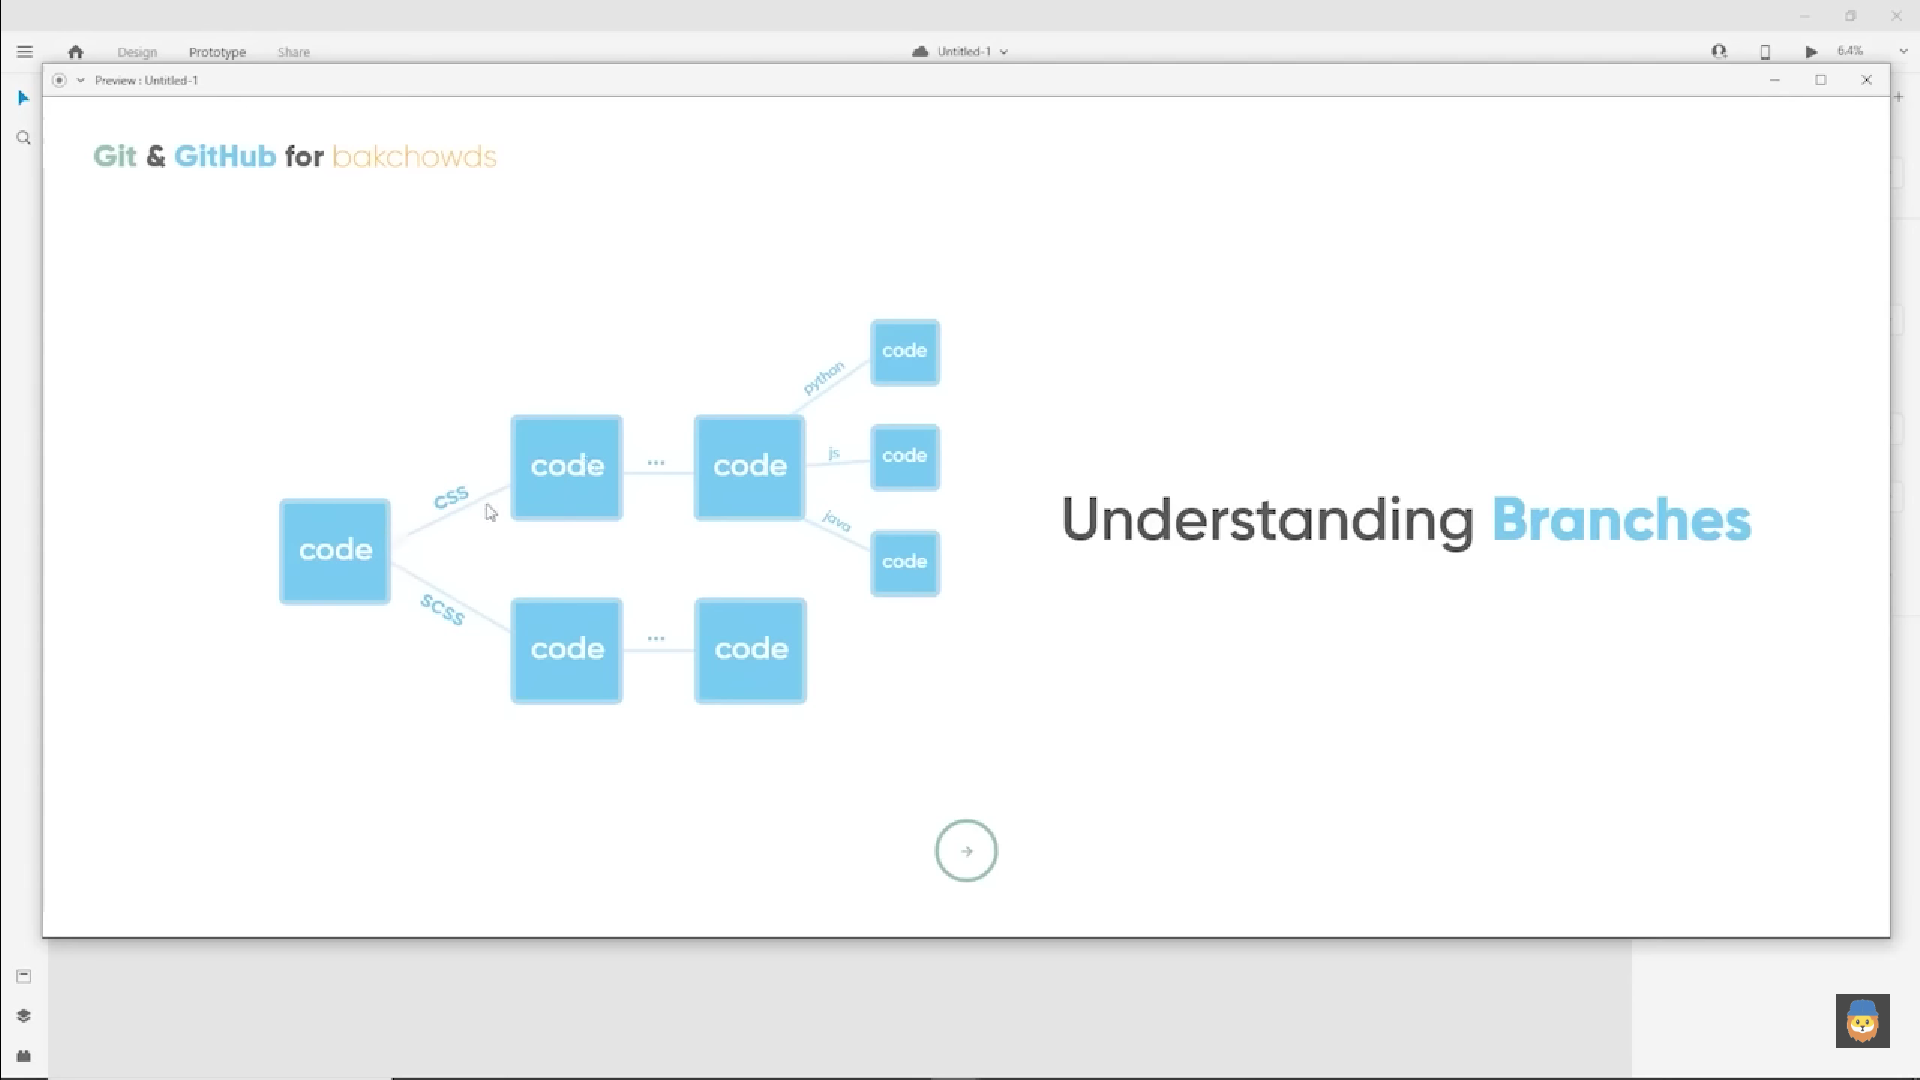 Design Prototype Share Untitled-1 64%
Preview : Untitled-1
Git & GitHub for bakchowds
code
python
code code ... code js
CSS
java
code Understanding Branches
code
SCSS
code ... code